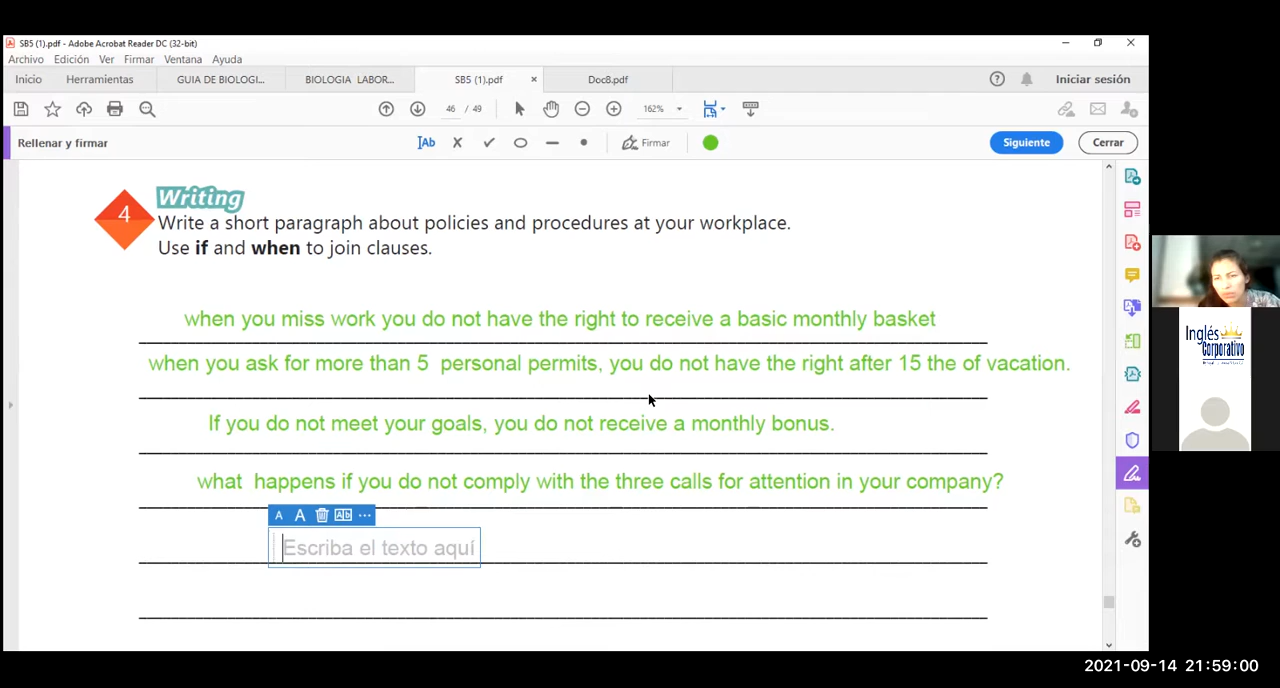 SB5 (1).pdf - Adobe Acrobat Reader DC (32-bit)
Archivo Edición Ver Firmar Ventana Ayuda
Inicio Herramientas GUIA DE BIOLOGI... BIOLOGIA LABOR... SB5 (1).pdf × Doc8.pdf Iniciar sesión
46 / 49 162%
Rellenar y firmar Ab X Firmar Siguiente Cerrar
4 Writing
Write a short paragraph about policies and procedures at your workplace.
Use if and when to join clauses.
when you miss work you do not have the right to receive a basic monthly basket
when you ask for more than 5 personal permits, you do not have the right after 15 the of vacation.
If you do not meet your goals, you do not receive a monthly bonus.
what happens if you do not comply with the three calls for attention in your company?
A A Ab ...
Escriba el texto aquí
Inglés
Corporativo
2021-09-14 21:59:00